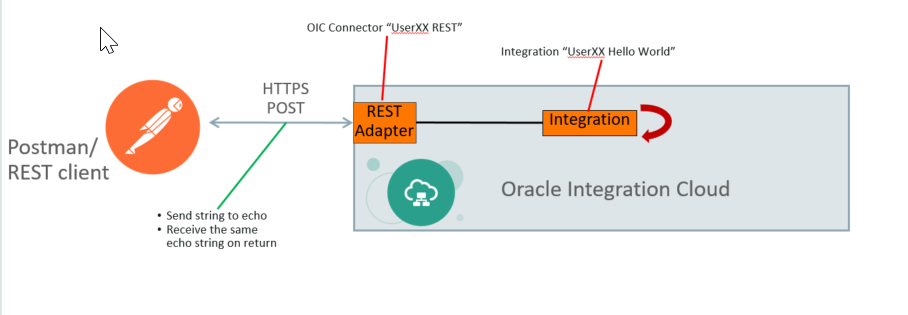 OIC Connector “UserXX REST”
Integration “UserXX Hello World”
HTTPS
POST
REST
Adapter
Integration
Postman/
REST client
Oracle Integration Cloud
• Send string to echo
• Receive the same
echo string on return